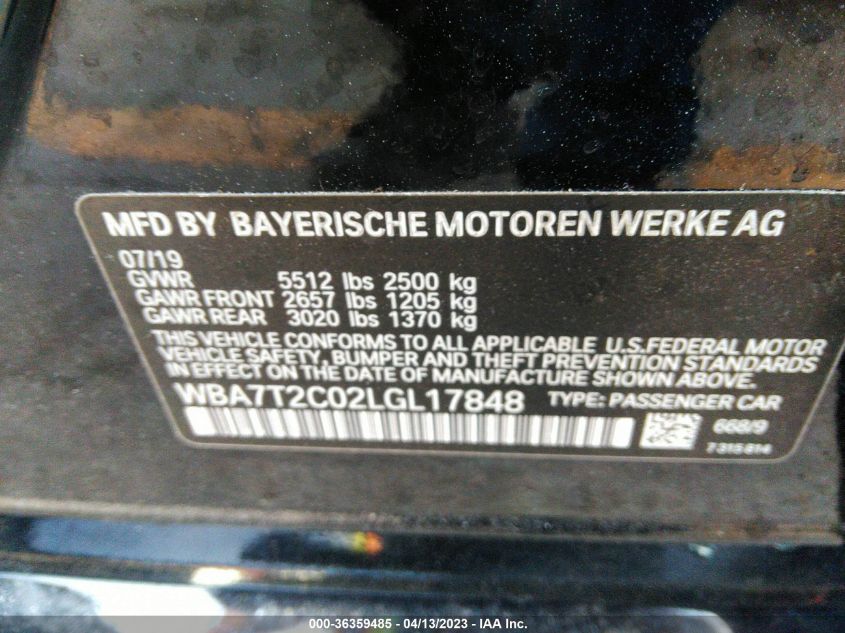 MFD BY BAYERISCHE MOTOREN WERKE AG
07/19
GVWR 5512 lbs 2500 kg
GAWR FRONT 2657 lbs 1205 kg
GAWR REAR 3020 lbs 1370 kg
THIS VEHICLE CONFORMS TO ALL APPLICABLE U.S.FEDERAL MOTOR
VEHICLE SAFETY, BUMPER AND THEFT PREVENTION STANDARDS
IN EFFECT ON THE DATE OF MANUFACTURE SHOWN ABOVE.
WBA7T2C02LGL17848 TYPE: PASSENGER CAR
668/9
7 315 814
000-36359485 - 04/13/2023 - IAA Inc.